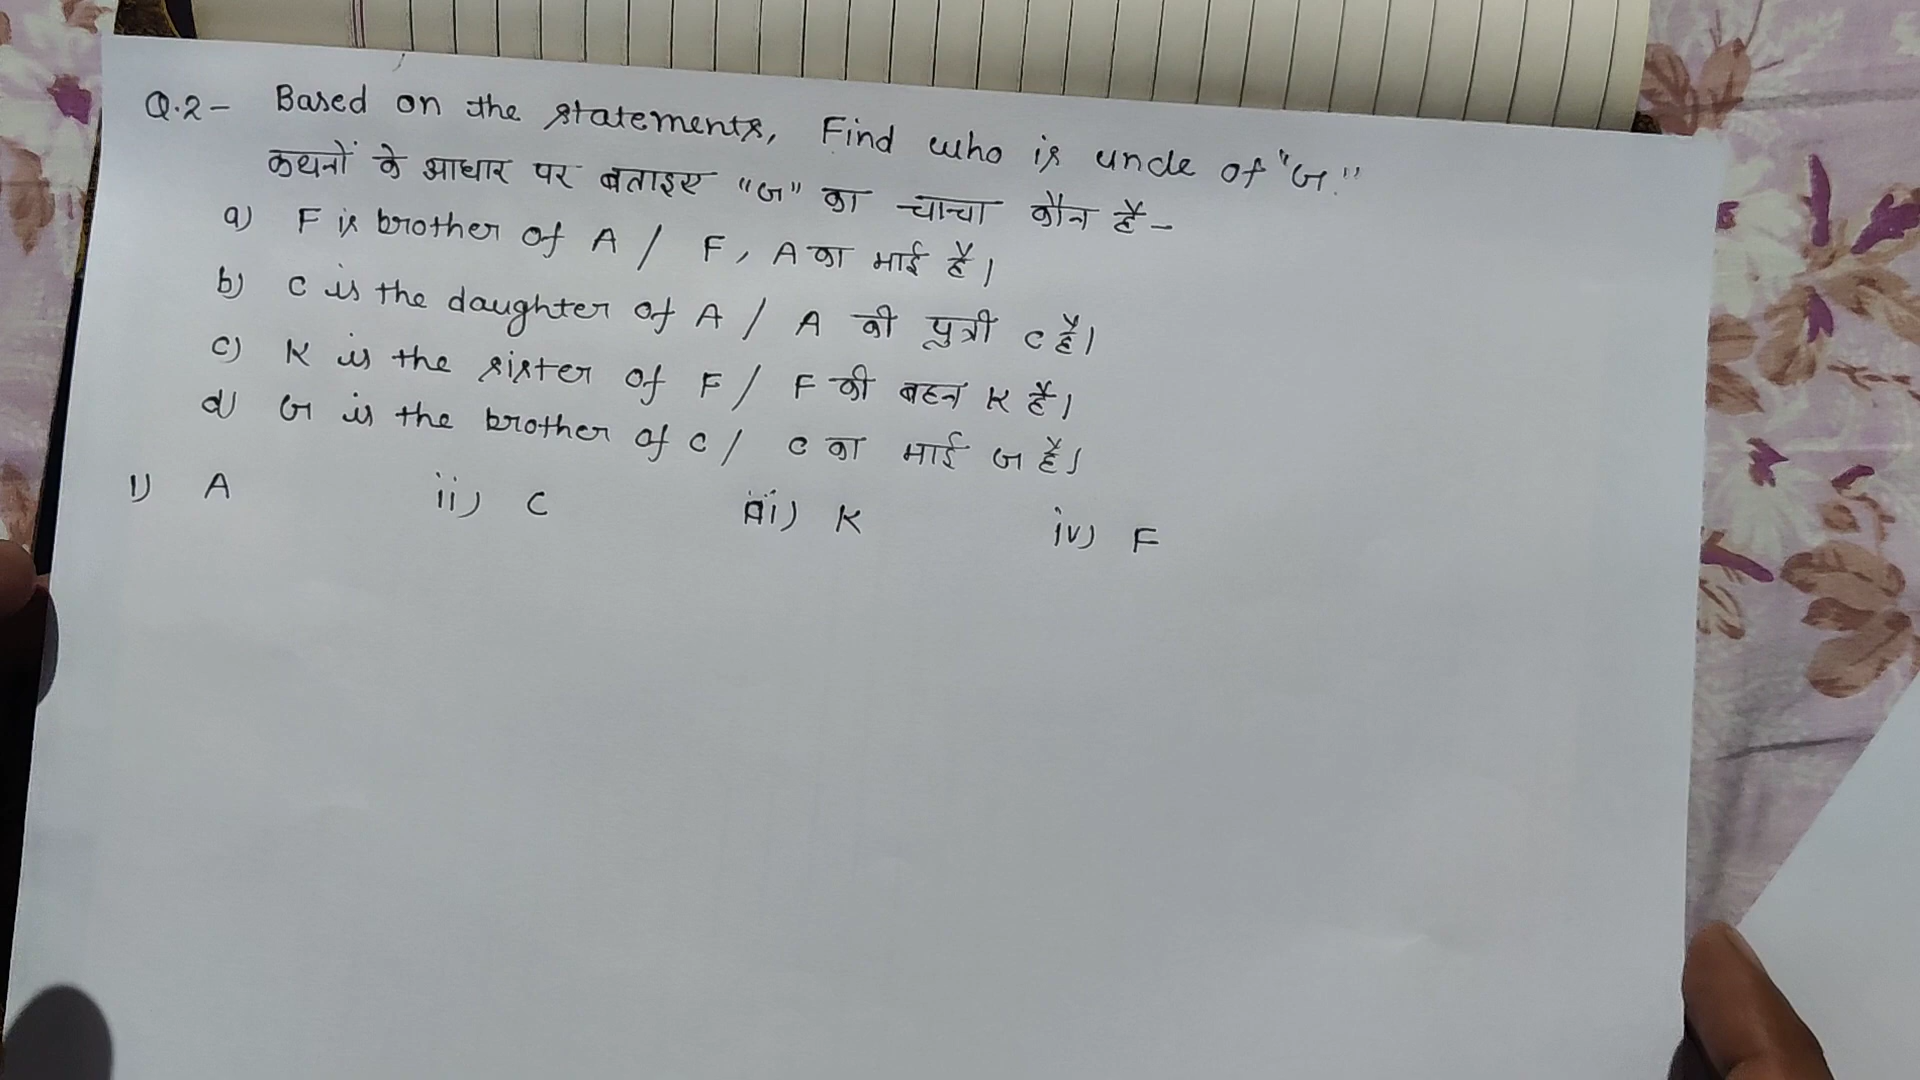 Q.2- Based on the statements, Find who is uncle of "G."
कथनों के आधार पर बताइए "G" का चाचा कौन है-
a) F is brother of A / F, A का भाई है।
b) C is the daughter of A / A की पुत्री C है।
c) K is the sister of F / F की बहन K है।
d) G is the brother of C / C का भाई G है।
i) A ii) C iii) K iv) F